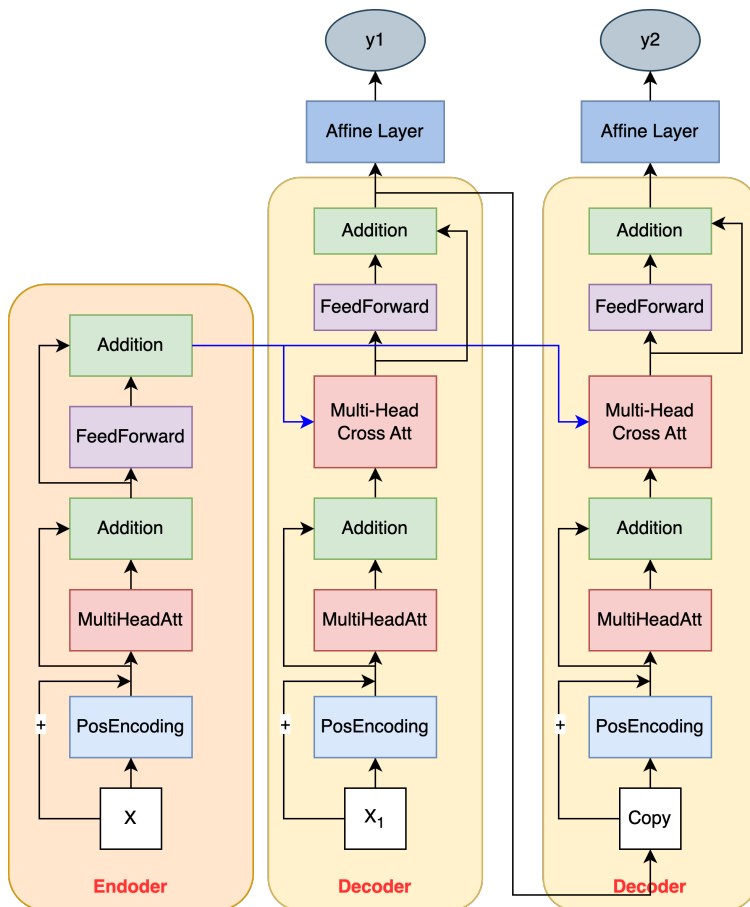 y1
y2
Affine Layer
Affine Layer
Addition
Addition
FeedForward
FeedForward
Addition
Multi-Head
Cross Att
Multi-Head
Cross Att
FeedForward
Addition
Addition
Addition
MultiHeadAtt
MultiHeadAtt
MultiHeadAtt
+
PosEncoding
+
PosEncoding
+
PosEncoding
X
X₁
Copy
Endoder
Decoder
Decoder